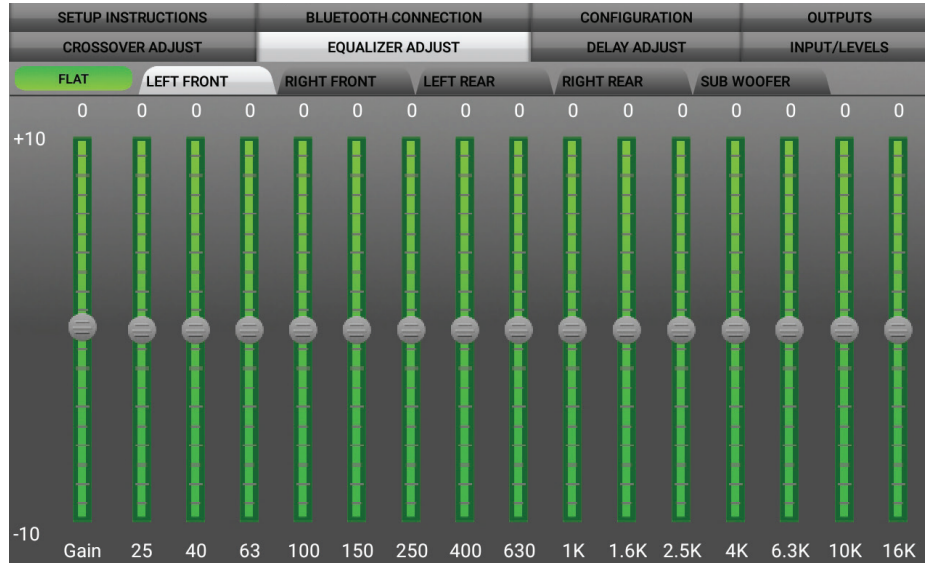 SETUP INSTRUCTIONS BLUETOOTH CONNECTION CONFIGURATION OUTPUTS
CROSSOVER ADJUST EQUALIZER ADJUST DELAY ADJUST INPUT/LEVELS
FLAT LEFT FRONT RIGHT FRONT LEFT REAR RIGHT REAR SUB WOOFER
0 0 0 0 0 0 0 0 0 0 0 0 0 0 0 0
+10
-10
Gain 25 40 63 100 150 250 400 630 1K 1.6K 2.5K 4K 6.3K 10K 16K